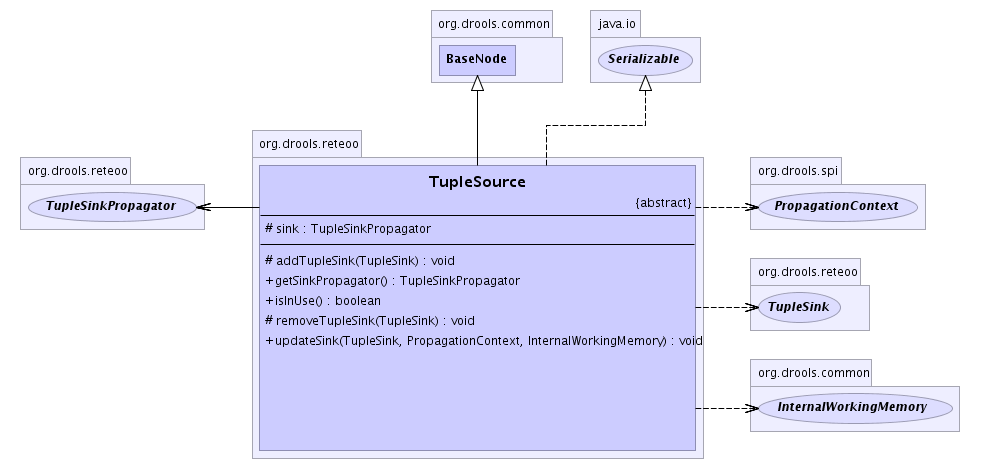 org.drools.common
BaseNode
java.io
Serializable
org.drools.reteoo
TupleSinkPropagator
org.drools.reteoo
TupleSource
{abstract}
# sink : TupleSinkPropagator
# addTupleSink(TupleSink) : void
+ getSinkPropagator() : TupleSinkPropagator
+ isInUse() : boolean
# removeTupleSink(TupleSink) : void
+ updateSink(TupleSink, PropagationContext, InternalWorkingMemory) : void
org.drools.spi
PropagationContext
org.drools.reteoo
TupleSink
org.drools.common
InternalWorkingMemory